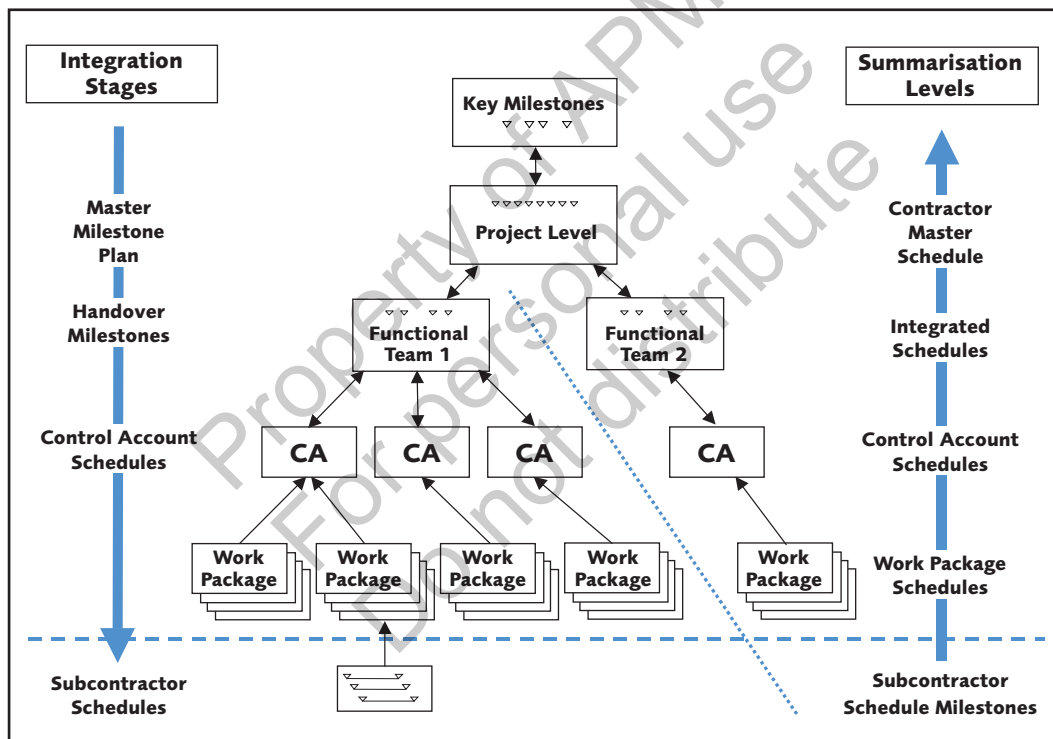 Integration
Stages
Summarisation
Levels
Key Milestones
Project Level
Master
Milestone
Plan
Contractor
Master
Schedule
Handover
Milestones
Functional
Team 1
Functional
Team 2
Integrated
Schedules
Control Account
Schedules
CA
CA
CA
CA
Control Account
Schedules
Work
Package
Work
Package
Work
Package
Work
Package
Work
Package
Work Package
Schedules
Subcontractor
Schedules
Subcontractor
Schedule Milestones
Property of APM
For personal use
Do not distribute